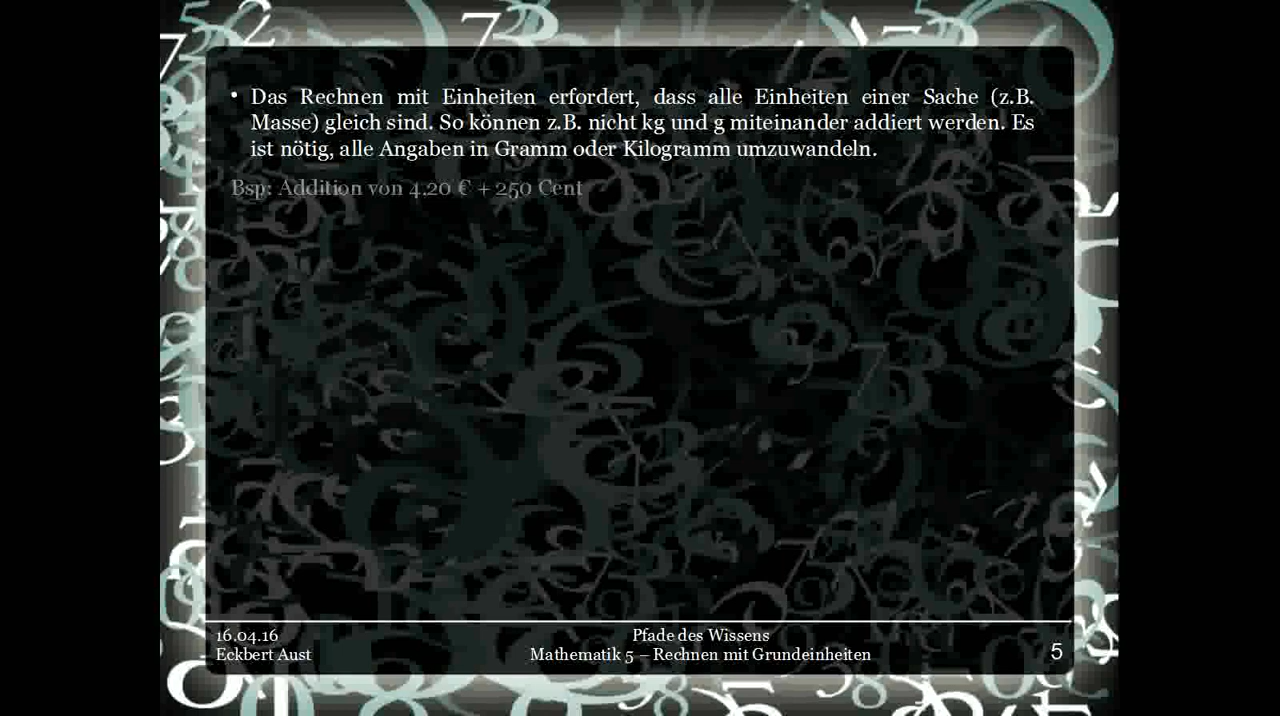 • Das Rechnen mit Einheiten erfordert, dass alle Einheiten einer Sache (z.B.
Masse) gleich sind. So können z.B. nicht kg und g miteinander addiert werden. Es
ist nötig, alle Angaben in Gramm oder Kilogramm umzuwandeln.
Bsp: Addition von 4,20 € + 250 Cent
16.04.16
Eckbert Aust
Pfade des Wissens
Mathematik 5 – Rechnen mit Grundeinheiten
5